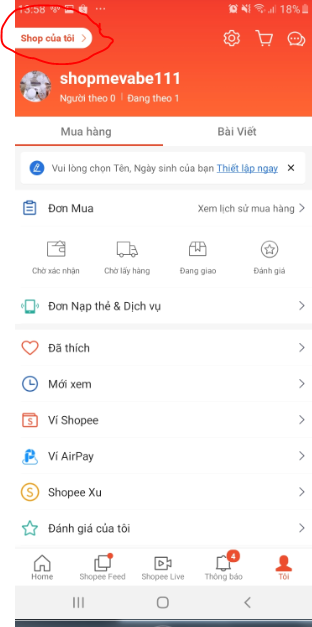 13:58
18%
Shop của tôi >
shopmevabe111
Người theo 0 | Đang theo 1
Mua hàng
Bài Viết
Vui lòng chọn Tên, Ngày sinh của bạn Thiết lập ngay ×
Đơn Mua
Xem lịch sử mua hàng >
Chờ xác nhận
Chờ lấy hàng
Đang giao
Đánh giá
Đơn Nạp thẻ & Dịch vụ >
Đã thích >
Mới xem >
S
Ví Shopee >
Ví AirPay >
S
Shopee Xu >
Đánh giá của tôi >
4
Home
Shopee Feed
Shopee Live
Thông báo
Tôi